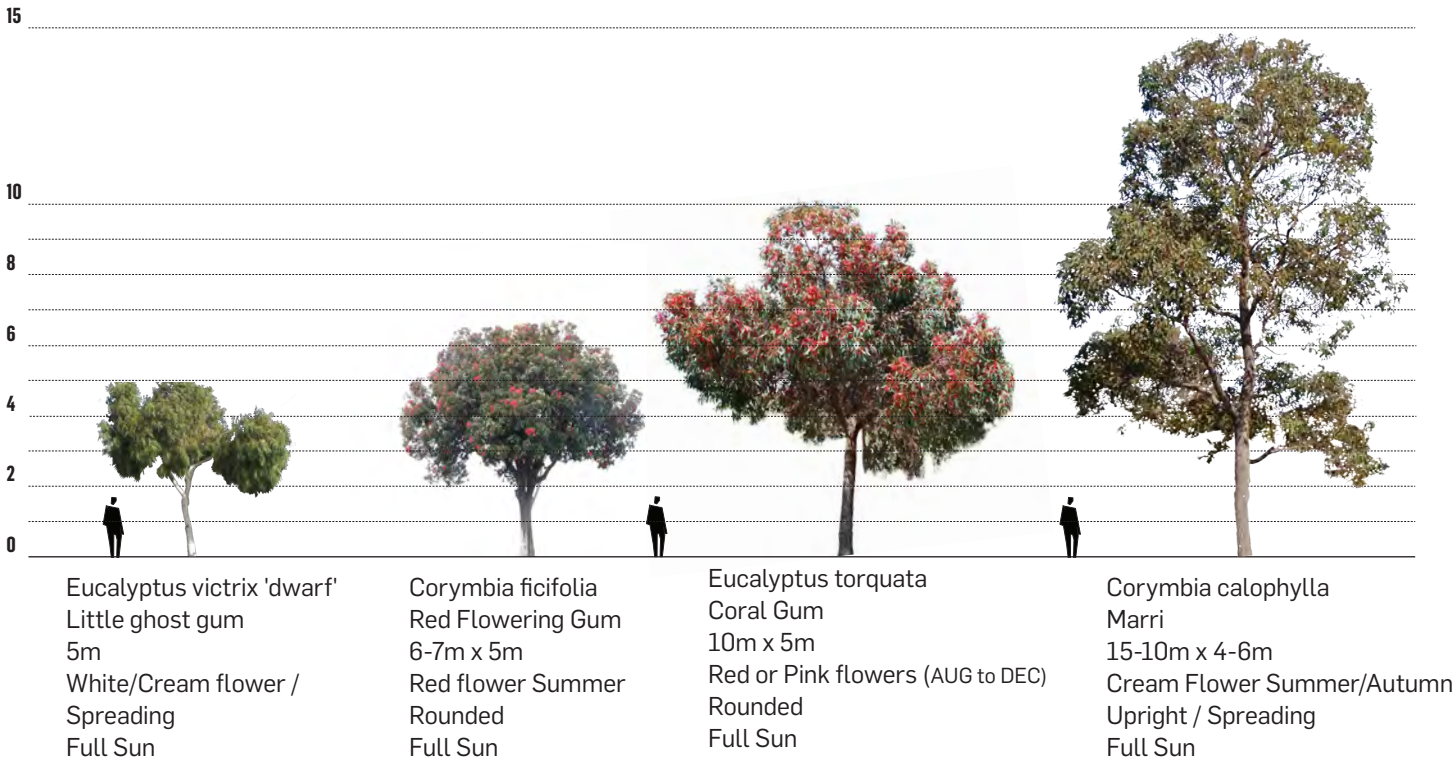 15
10
8
6
4
2
0
Eucalyptus victrix 'dwarf'
Little ghost gum
5m
White/Cream flower /
Spreading
Full Sun
Corymbia ficifolia
Red Flowering Gum
6-7m x 5m
Red flower Summer
Rounded
Full Sun
Eucalyptus torquata
Coral Gum
10m x 5m
Red or Pink flowers (AUG to DEC)
Rounded
Full Sun
Corymbia calophylla
Marri
15-10m x 4-6m
Cream Flower Summer/Autumn
Upright / Spreading
Full Sun